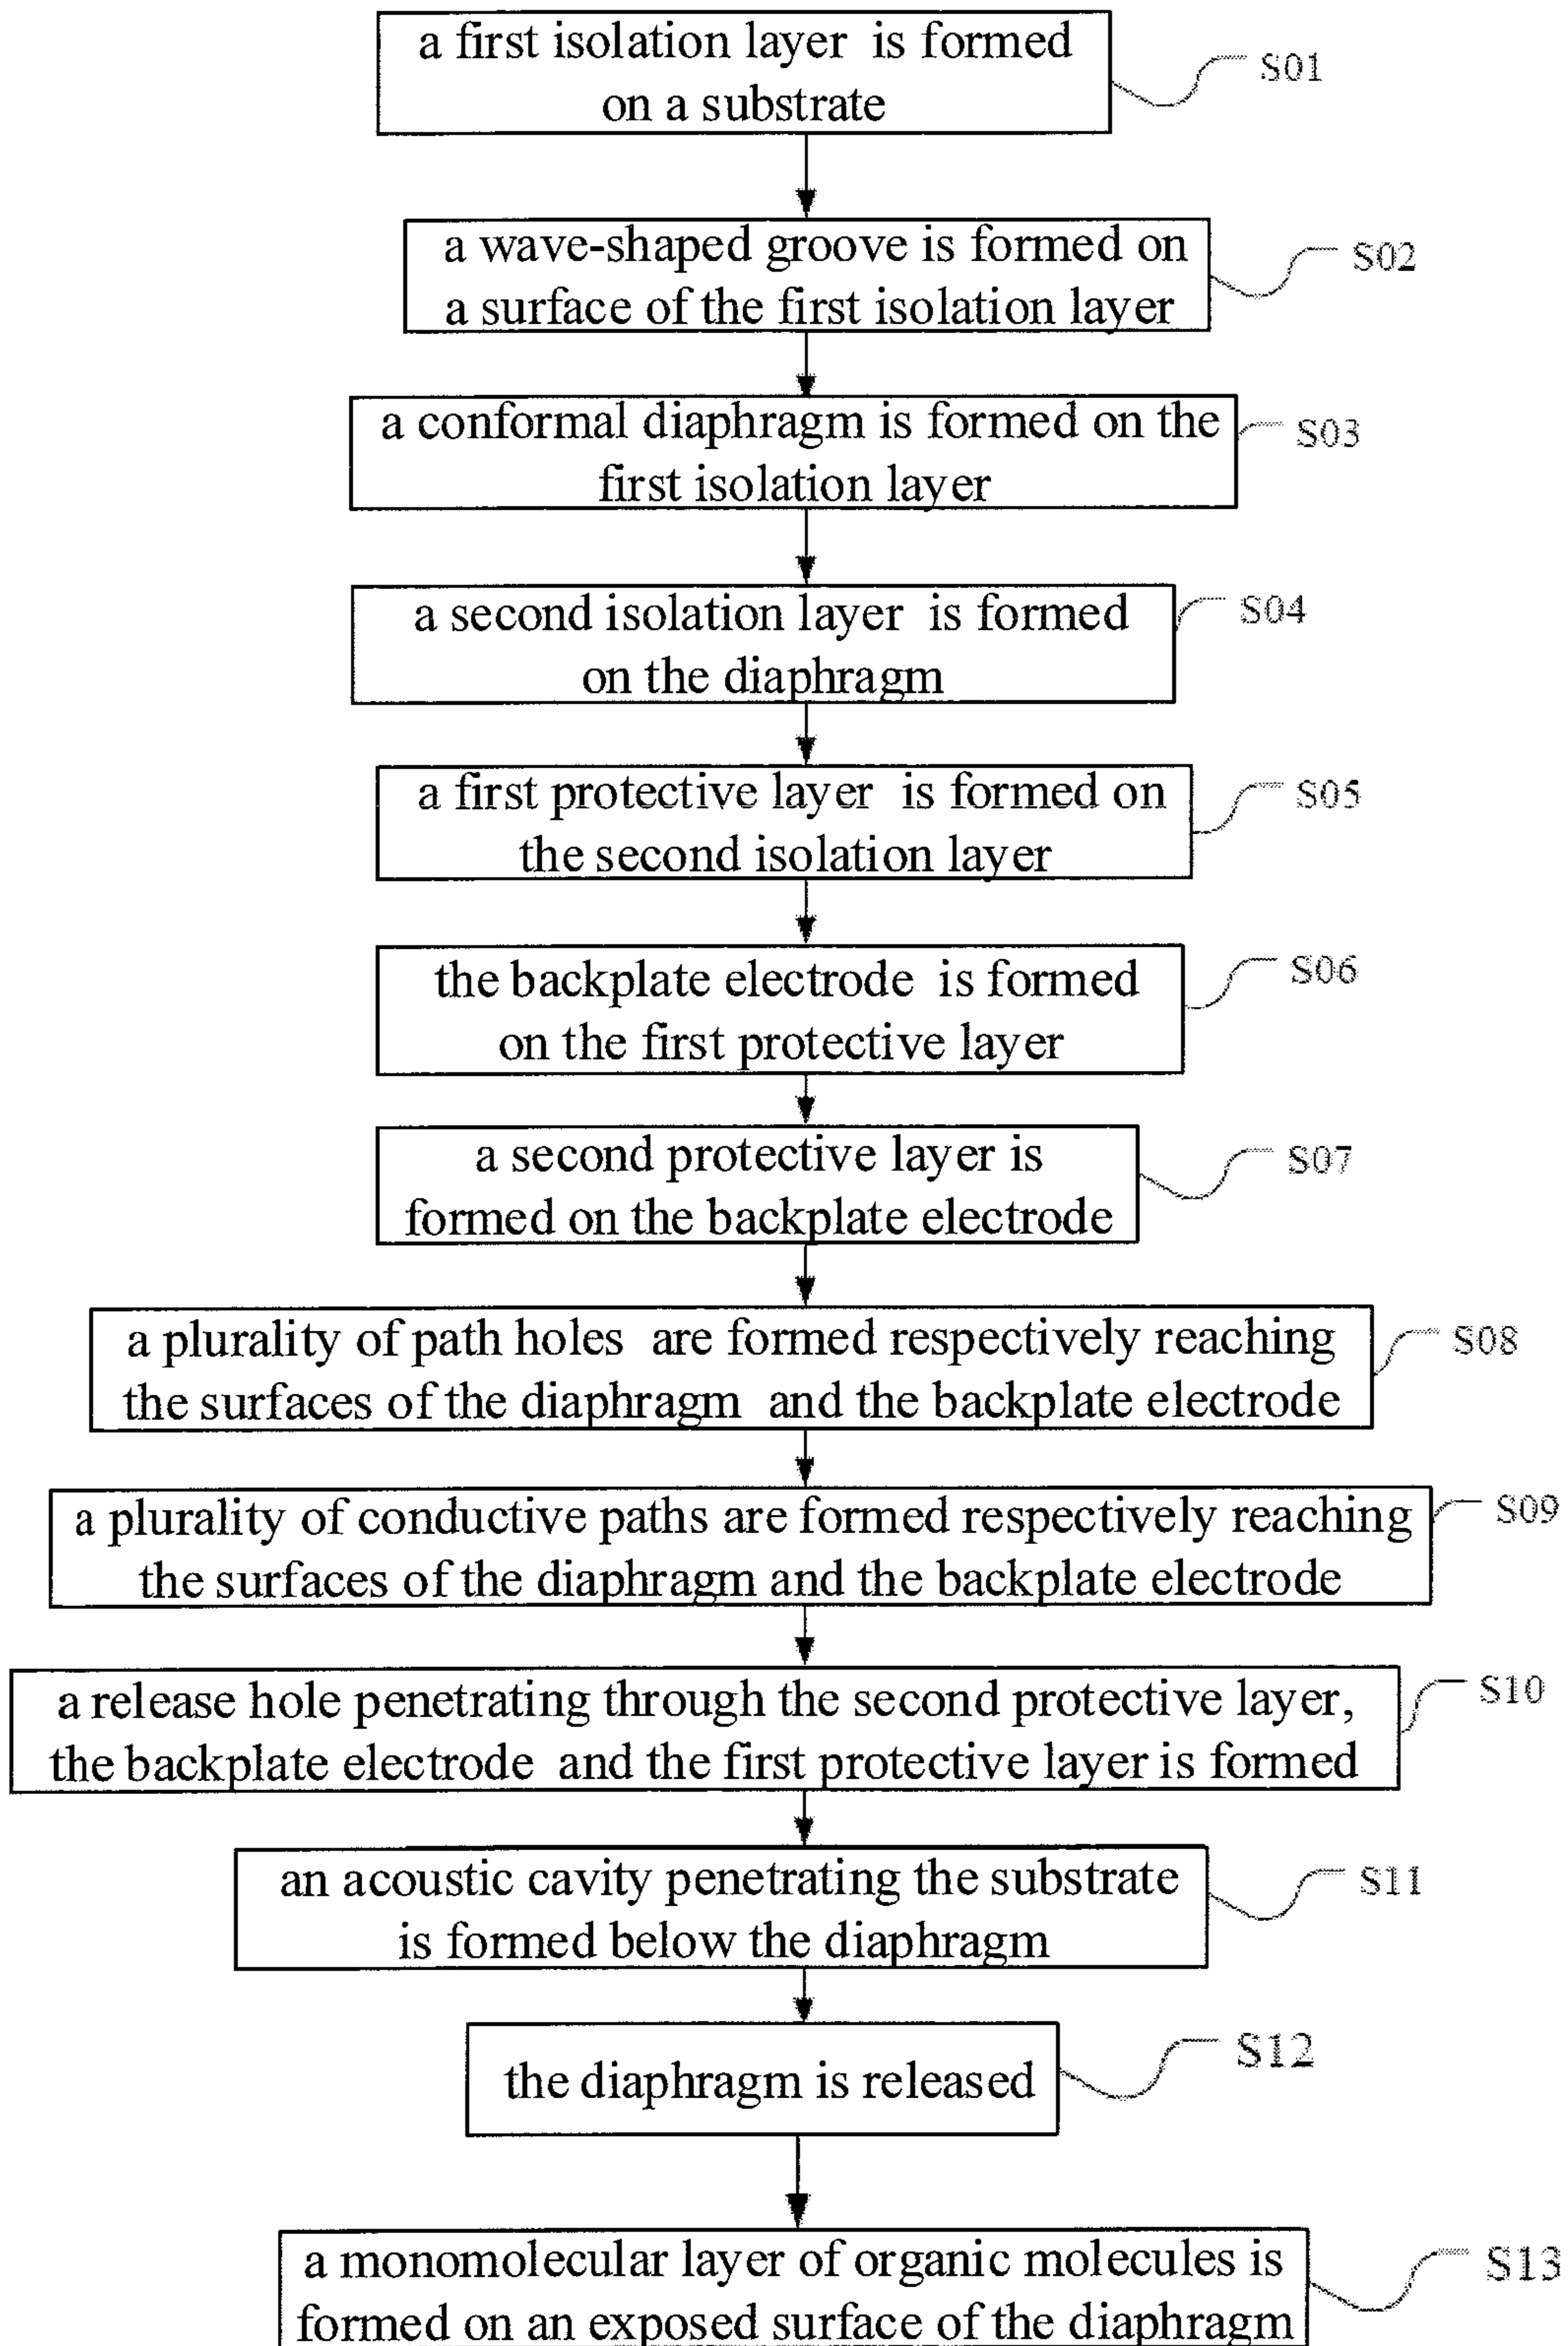 a first isolation layer is formed
on a substrate
S01
a wave-shaped groove is formed on
a surface of the first isolation layer
S02
a conformal diaphragm is formed on the
first isolation layer
S03
a second isolation layer is formed
on the diaphragm
S04
a first protective layer is formed on
the second isolation layer
S05
the backplate electrode is formed
on the first protective layer
S06
a second protective layer is
formed on the backplate electrode
S07
a plurality of path holes are formed respectively reaching
the surfaces of the diaphragm and the backplate electrode
S08
a plurality of conductive paths are formed respectively reaching
the surfaces of the diaphragm and the backplate electrode
S09
a release hole penetrating through the second protective layer,
the backplate electrode and the first protective layer is formed
S10
an acoustic cavity penetrating the substrate
is formed below the diaphragm
S11
the diaphragm is released
S12
a monomolecular layer of organic molecules is
formed on an exposed surface of the diaphragm
S13